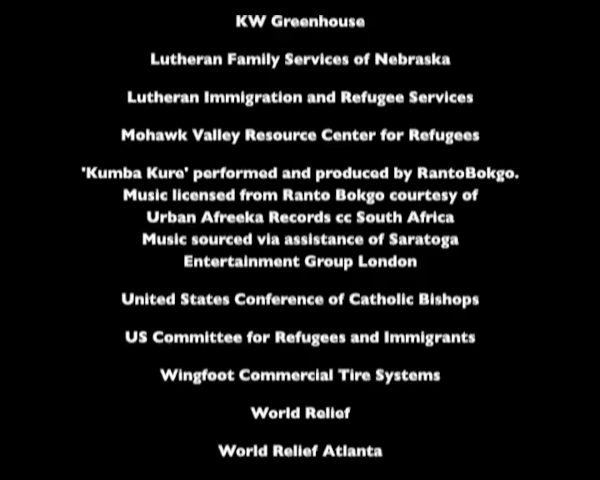 KW Greenhouse
Lutheran Family Services of Nebraska
Lutheran Immigration and Refugee Services
Mohawk Valley Resource Center for Refugees
'Kumba Kure' performed and produced by RantoBokgo.
Music licensed from Ranto Bokgo courtesy of
Urban Afreeka Records cc South Africa
Music sourced via assistance of Saratoga
Entertainment Group London
United States Conference of Catholic Bishops
US Committee for Refugees and Immigrants
Wingfoot Commercial Tire Systems
World Relief
World Relief Atlanta